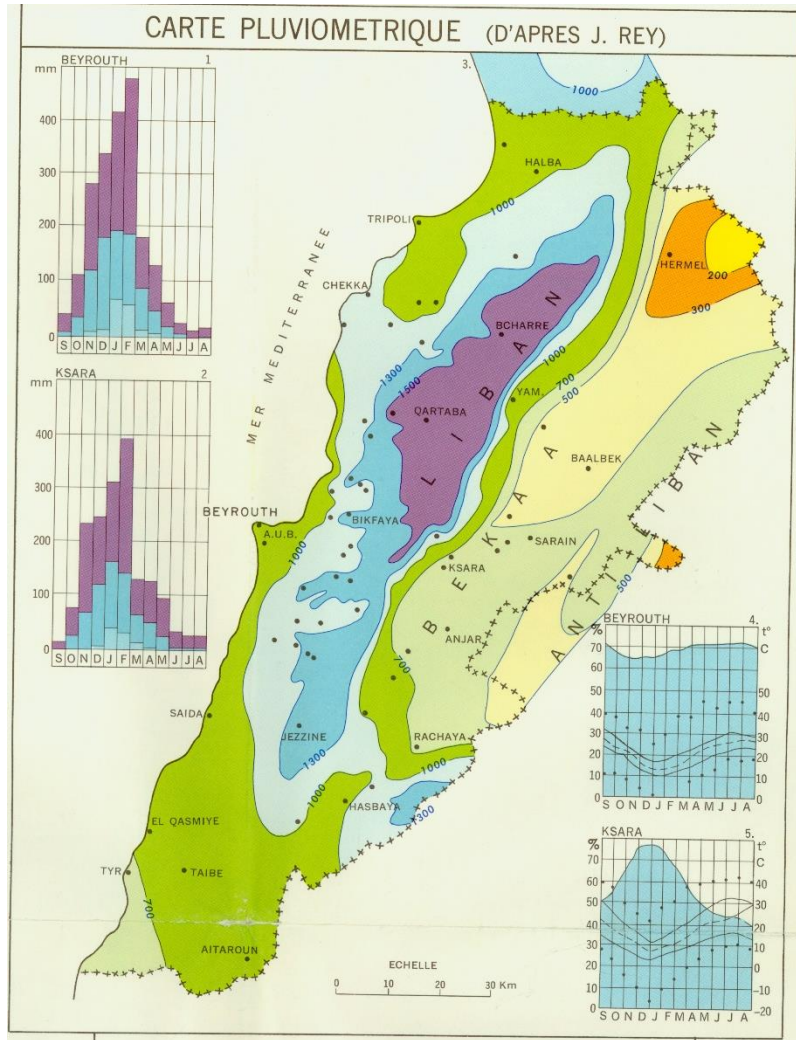 CARTE PLUVIOMETRIQUE (D'APRES J. REY)
BEYROUTH 1
mm
400
300
200
100
0
S O N D J F M A M J J A
KSARA 2
mm
400
300
200
100
0
S O N D J F M A M J J A
3.
1000
HALBA
1000
TRIPOLI
MER MEDITERRANEE
CHEKKA
HERMEL
200
300
BCHARRE
1300
1500
1000
700
500
YAM.
QARTABA
LIBAN
BAALBEK
BEYROUTH
A.U.B.
BIKFAYA
1000
SARAIN
KSARA
BEKAA
ANTI LIBAN
500
ANJAR
700
SAIDA
JEZZINE
RACHAYA
1300
1000
1000
HASBAYA
1300
EL QASMIYE
TYR
TAIBE
700
AITAROUN
ECHELLE
0 10 30 Km
BEYROUTH 4.
% t°
C
70
60
50 50
40 40
30 30
20 20
10 10
0 0
S O N D J F M A M J J A
KSARA 5.
% t°
C
70
60 40
50 30
40 20
30 10
20 0
10 -10
0 -20
S O N D J F M A M J J A